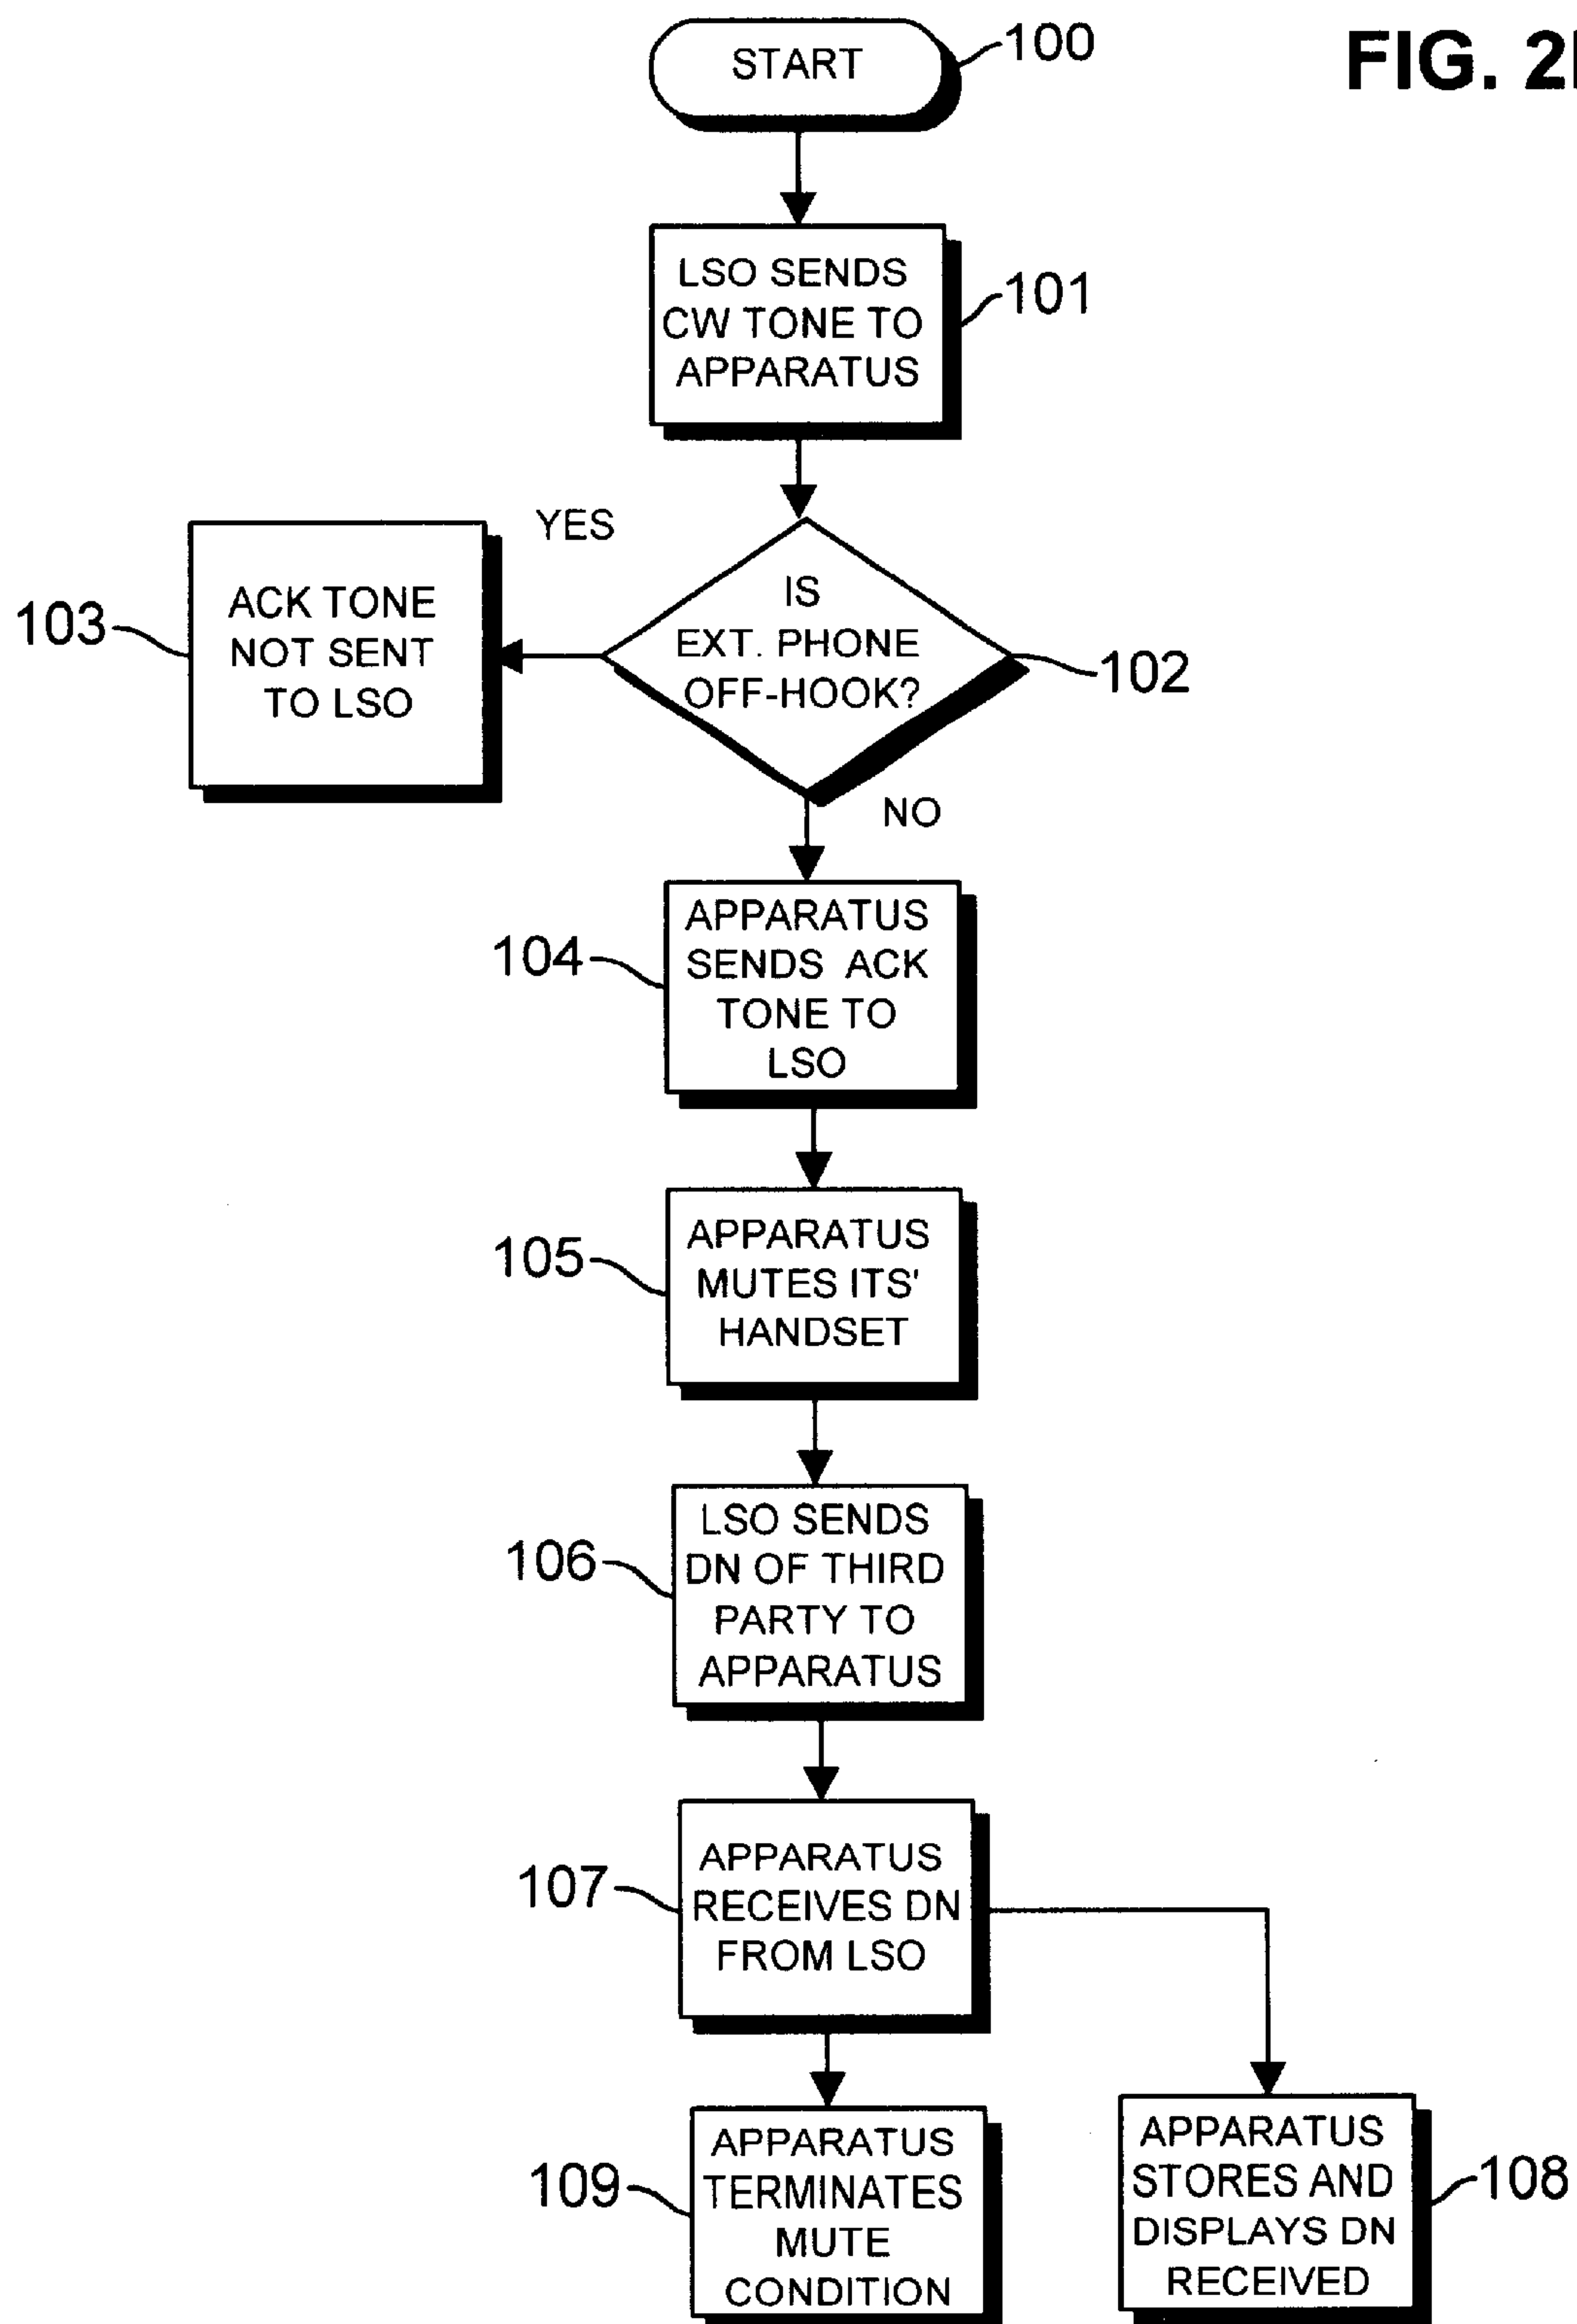 START
100
FIG. 2
LSO SENDS
CW TONE TO
APPARATUS
101
YES
IS
EXT. PHONE
OFF-HOOK?
102
ACK TONE
NOT SENT
TO LSO
103
NO
APPARATUS
SENDS ACK
TONE TO
LSO
104
APPARATUS
MUTES ITS'
HANDSET
105
LSO SENDS
DN OF THIRD
PARTY TO
APPARATUS
106
APPARATUS
RECEIVES DN
FROM LSO
107
APPARATUS
TERMINATES
MUTE
CONDITION
109
APPARATUS
STORES AND
DISPLAYS DN
RECEIVED
108